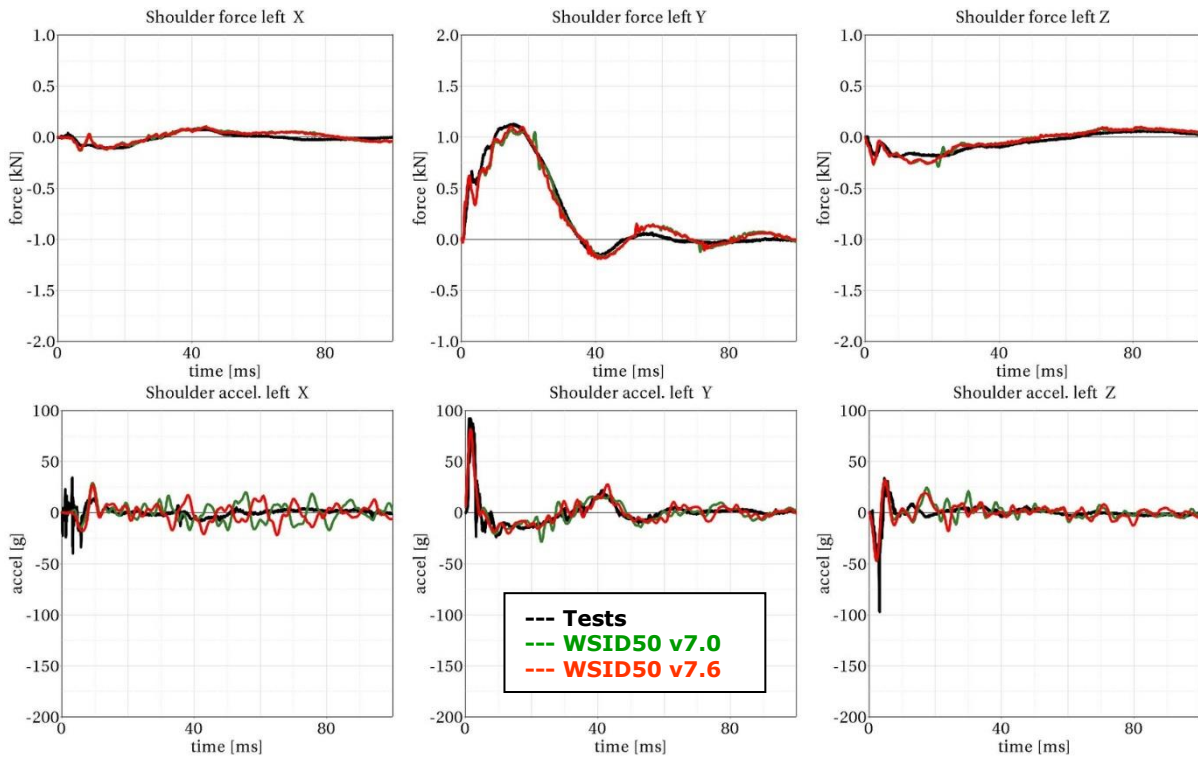 Shoulder force left X
1.0
0.5
0.0
-0.5
-1.0
-1.5
-2.0
force [kN]
0
40
80
time [ms]
Shoulder force left Y
2.0
1.5
1.0
0.5
0.0
-0.5
-1.0
force [kN]
0
40
80
time [ms]
Shoulder force left Z
1.0
0.5
0.0
-0.5
-1.0
-1.5
-2.0
force [kN]
0
40
80
time [ms]
Shoulder accel. left X
100
50
0
-50
-100
-150
-200
accel [g]
0
40
80
time [ms]
Shoulder accel. left Y
100
50
0
-50
-100
-150
-200
accel [g]
0
40
80
time [ms]
--- Tests
--- WSID50 v7.0
--- WSID50 v7.6
Shoulder accel. left Z
100
50
0
-50
-100
-150
-200
accel [g]
0
40
80
time [ms]